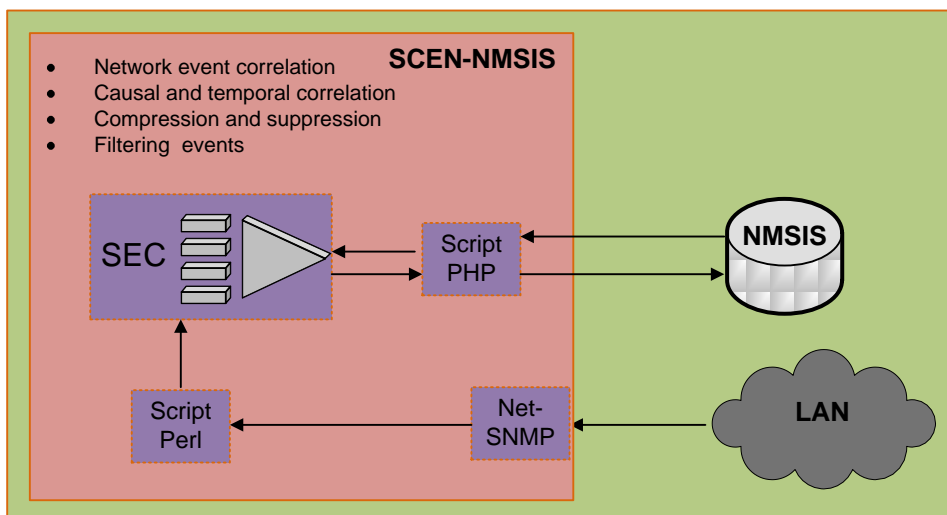 SCEN-NMSIS
• Network event correlation
• Causal and temporal correlation
• Compression and suppression
• Filtering events
SEC
Script
PHP
NMSIS
Script
Perl
Net-
SNMP
LAN